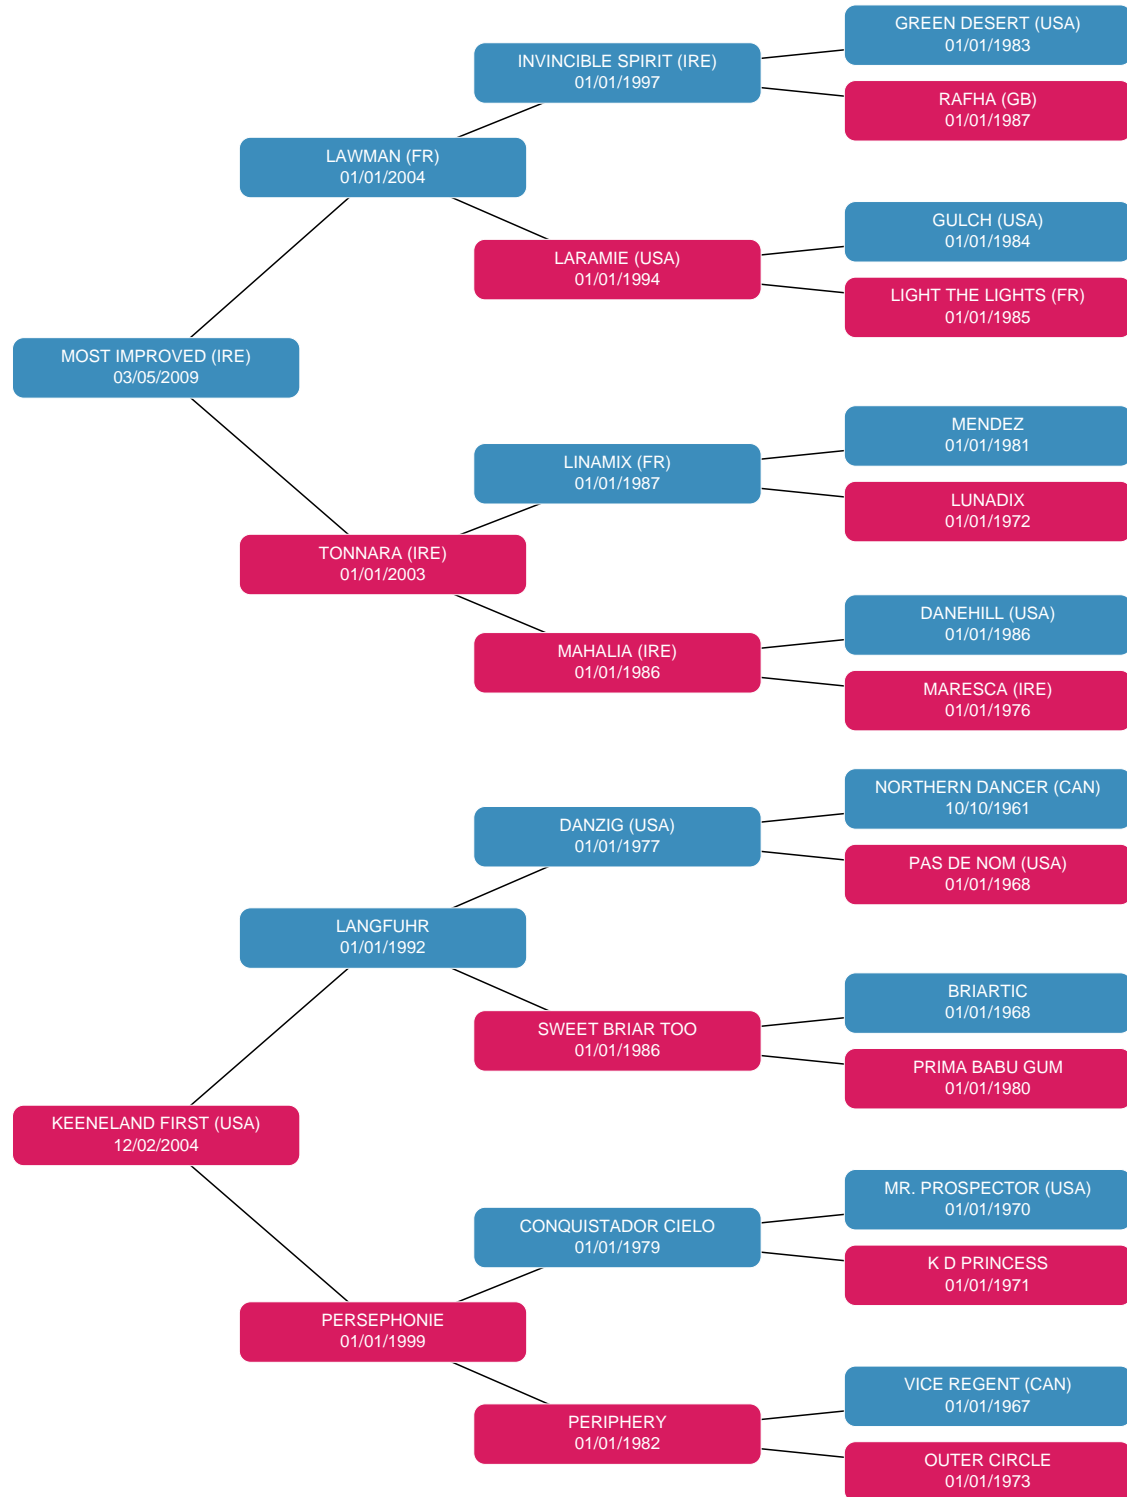 GREEN DESERT (USA)
01/01/1983
INVINCIBLE SPIRIT (IRE)
01/01/1997
RAFHA (GB)
01/01/1987
LAWMAN (FR)
01/01/2004
GULCH (USA)
01/01/1984
LARAMIE (USA)
01/01/1994
LIGHT THE LIGHTS (FR)
01/01/1985
MOST IMPROVED (IRE)
03/05/2009
MENDEZ
01/01/1981
LINAMIX (FR)
01/01/1987
LUNADIX
01/01/1972
TONNARA (IRE)
01/01/2003
DANEHILL (USA)
01/01/1986
MAHALIA (IRE)
01/01/1986
MARESCA (IRE)
01/01/1976
NORTHERN DANCER (CAN)
10/10/1961
DANZIG (USA)
01/01/1977
PAS DE NOM (USA)
01/01/1968
LANGFUHR
01/01/1992
BRIARTIC
01/01/1968
SWEET BRIAR TOO
01/01/1986
PRIMA BABU GUM
01/01/1980
KEENELAND FIRST (USA)
12/02/2004
MR. PROSPECTOR (USA)
01/01/1970
CONQUISTADOR CIELO
01/01/1979
K D PRINCESS
01/01/1971
PERSEPHONIE
01/01/1999
VICE REGENT (CAN)
01/01/1967
PERIPHERY
01/01/1982
OUTER CIRCLE
01/01/1973